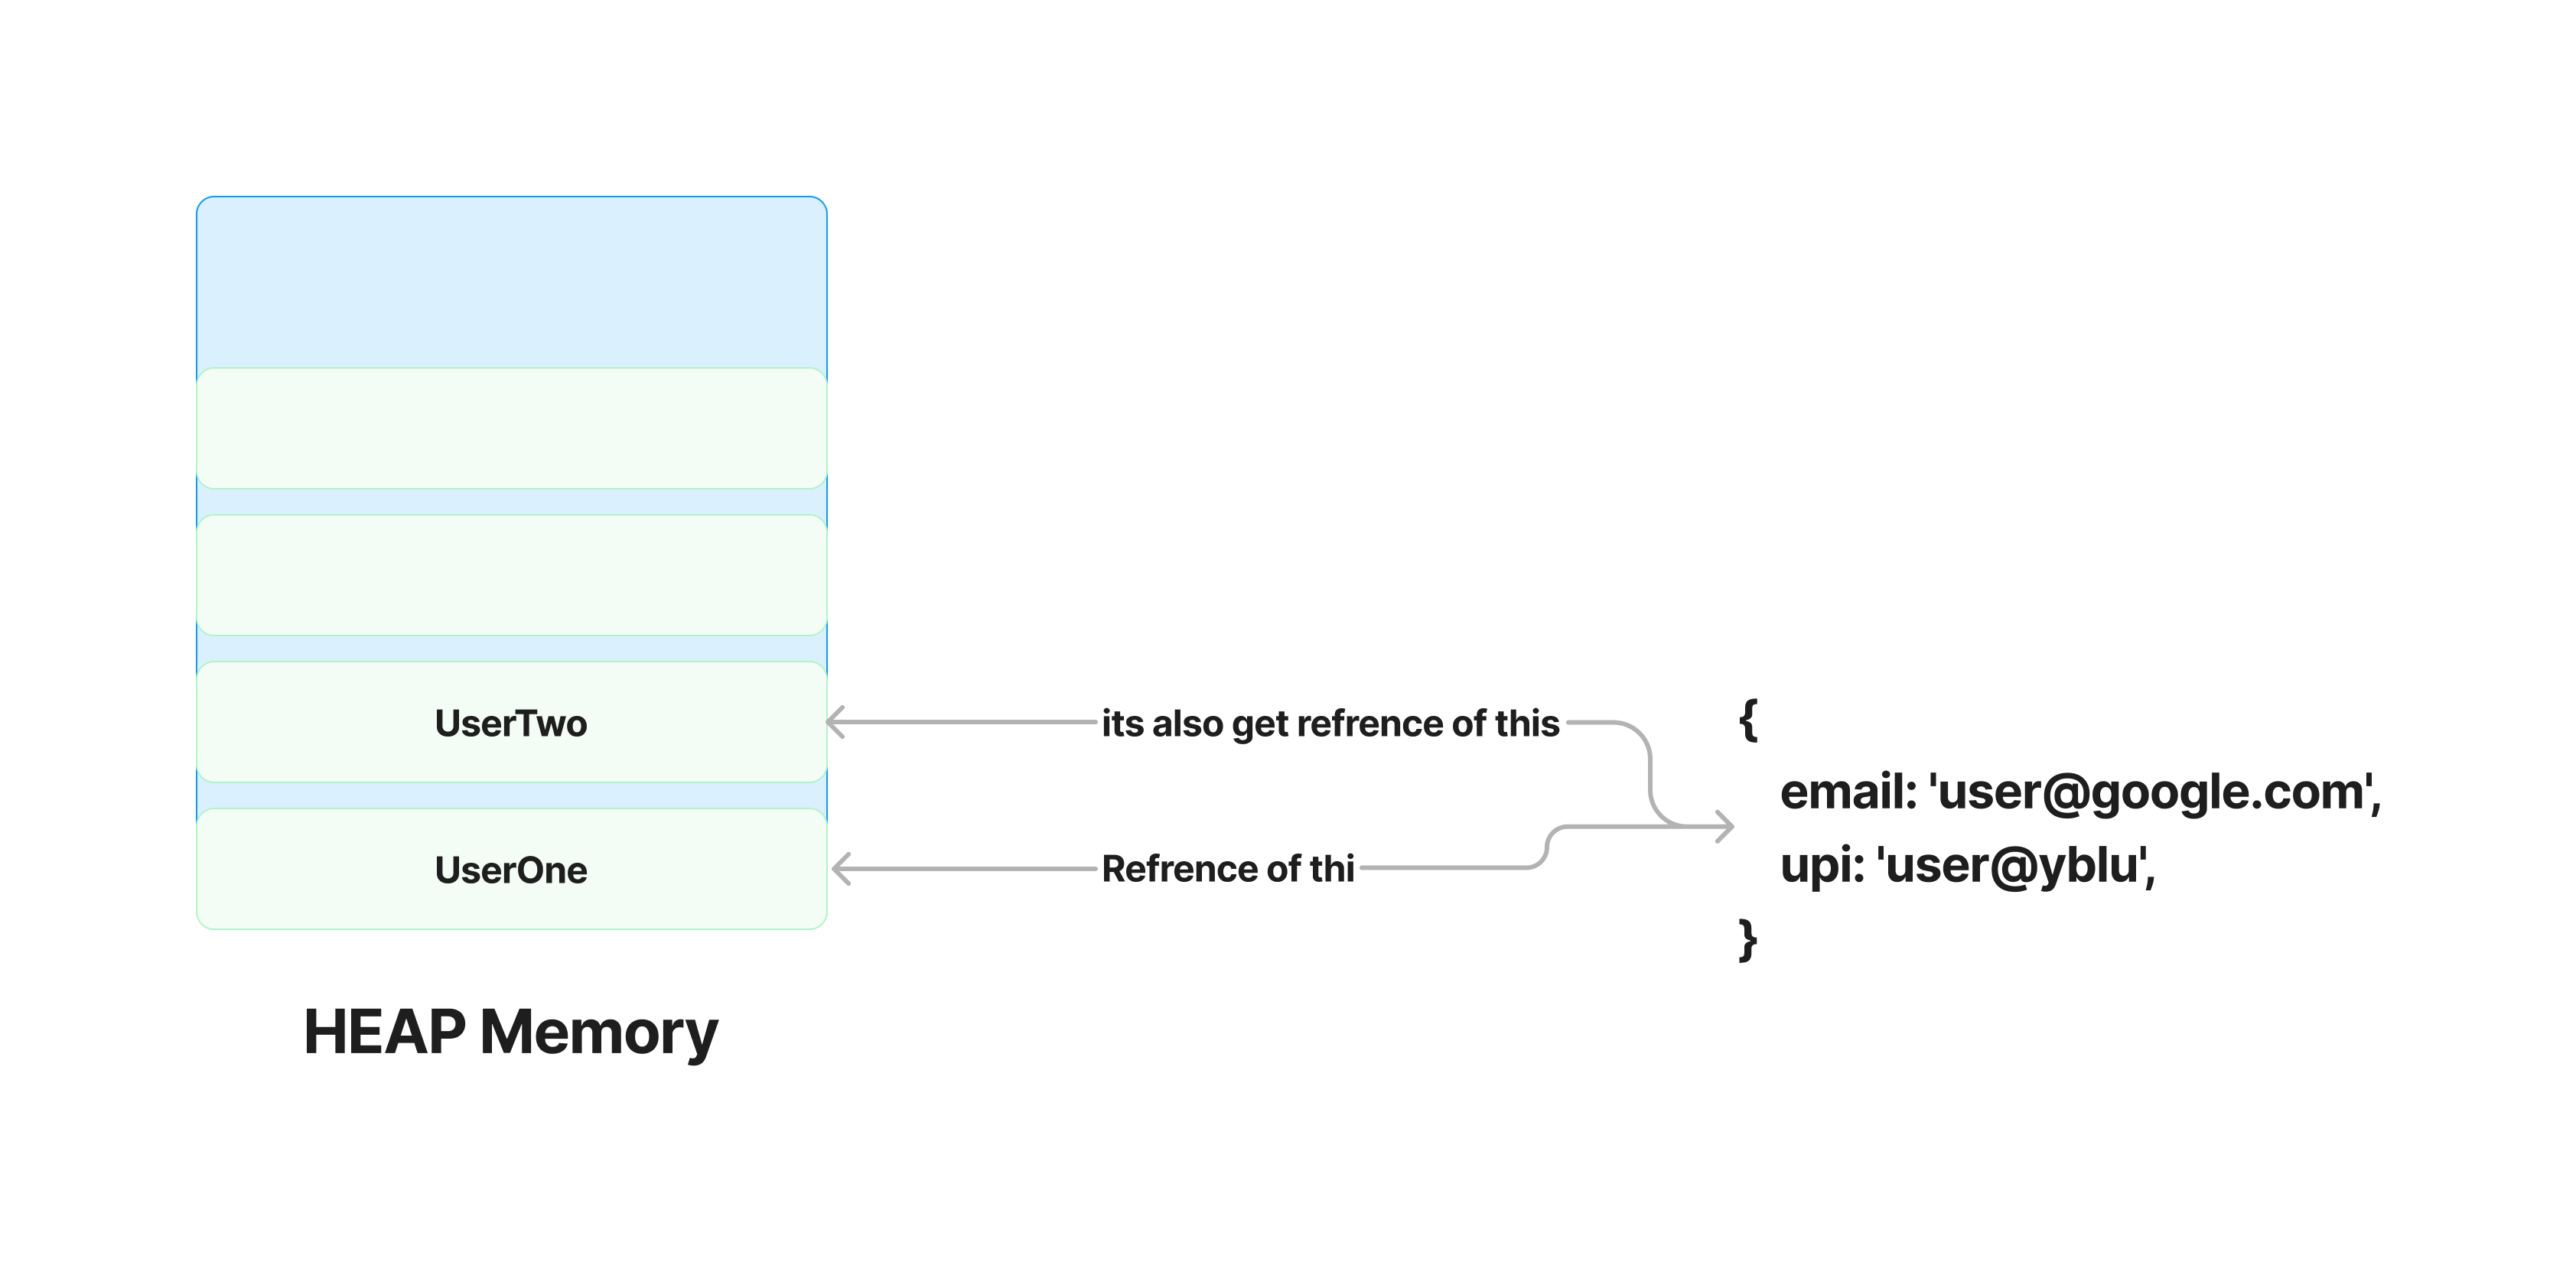 UserTwo
its also get refrence of this
UserOne
Refrence of thi
{
email: 'user@google.com',
upi: 'user@yblu',
}
HEAP Memory